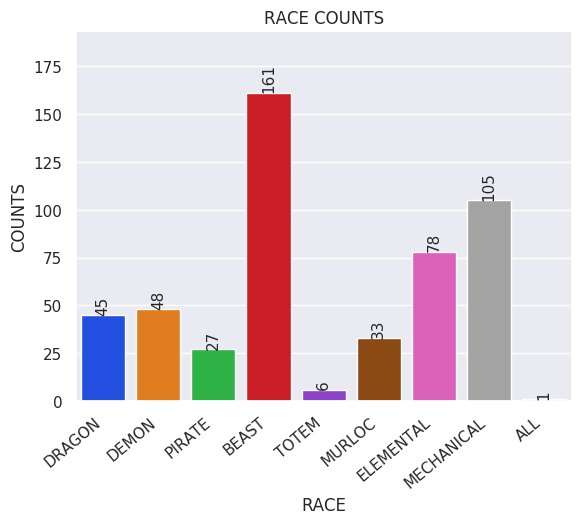 RACE COUNTS
COUNTS
175
150
125
100
75
50
25
0
45
48
27
161
6
33
78
105
1
DRAGON
DEMON
PIRATE
BEAST
TOTEM
MURLOC
ELEMENTAL
MECHANICAL
ALL
RACE